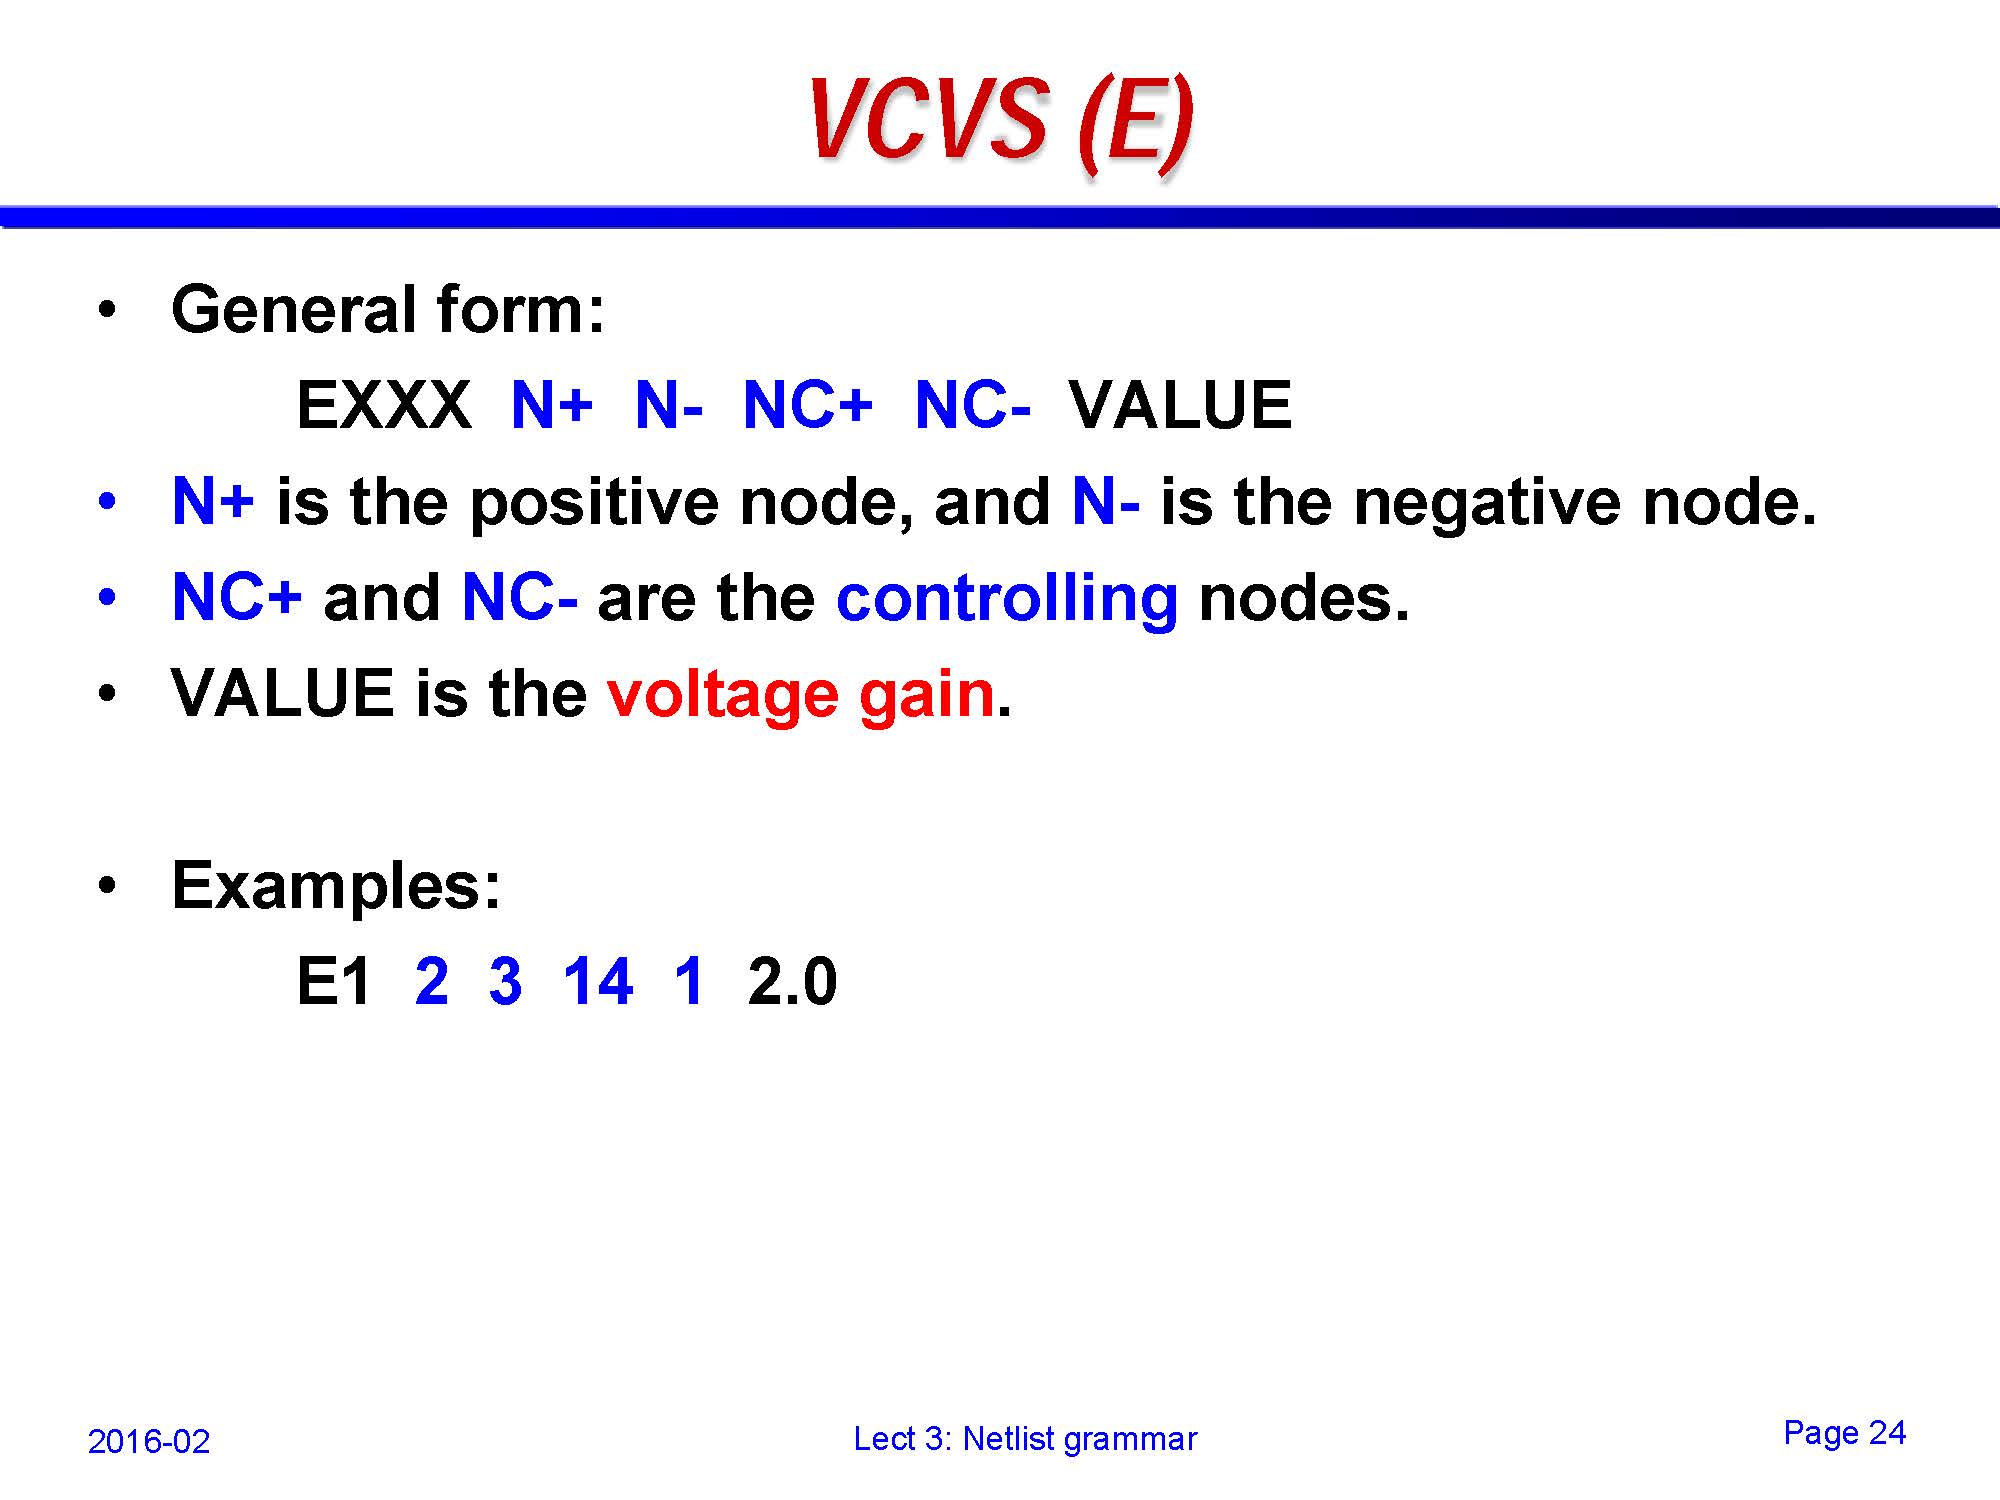 VCVS (E)
• General form:
EXXX N+ N- NC+ NC- VALUE
• N+ is the positive node, and N- is the negative node.
• NC+ and NC- are the controlling nodes.
• VALUE is the voltage gain.
• Examples:
E1 2 3 14 1 2.0
2016-02
Lect 3: Netlist grammar
Page 24